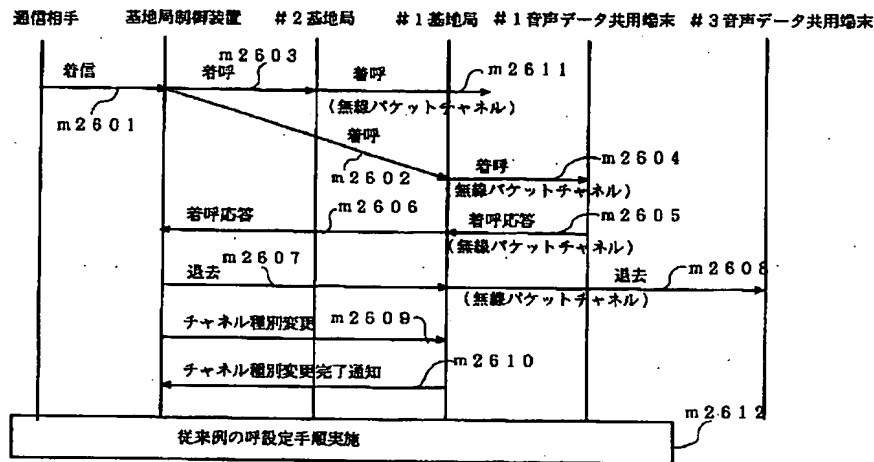 通信相手 基地局制御装置 #2基地局 #1基地局 #1音声データ共用端末 #3音声データ共用端末
着信 着呼 m2603 着呼 m2611
(無線パケットチャネル)
m2601 着呼
m2602 着呼 m2604
無線パケットチャネル)
着呼応答 m2606 着呼応答 m2605
(無線パケットチャネル)
退去 m2607 退去 m2608
(無線パケットチャネル)
チャネル種別変更 m2609
チャネル種別変更完了通知 m2610
従来例の呼設定手順実施 m2612